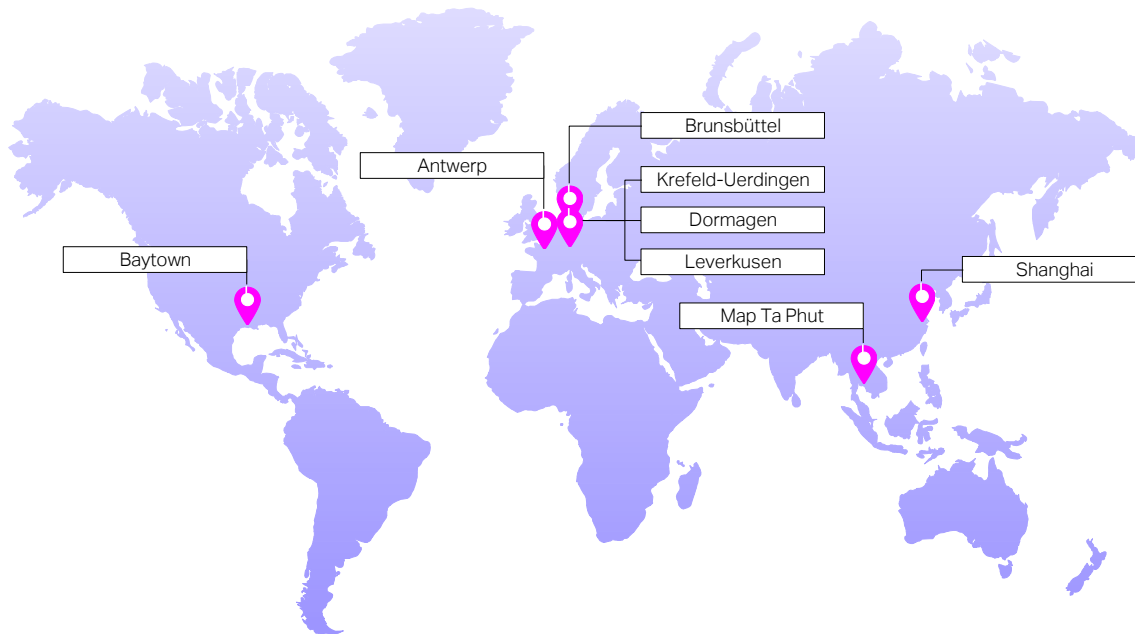 Brunsbüttel
Antwerp
Krefeld-Uerdingen
Dormagen
Baytown
Leverkusen
Shanghai
Map Ta Phut